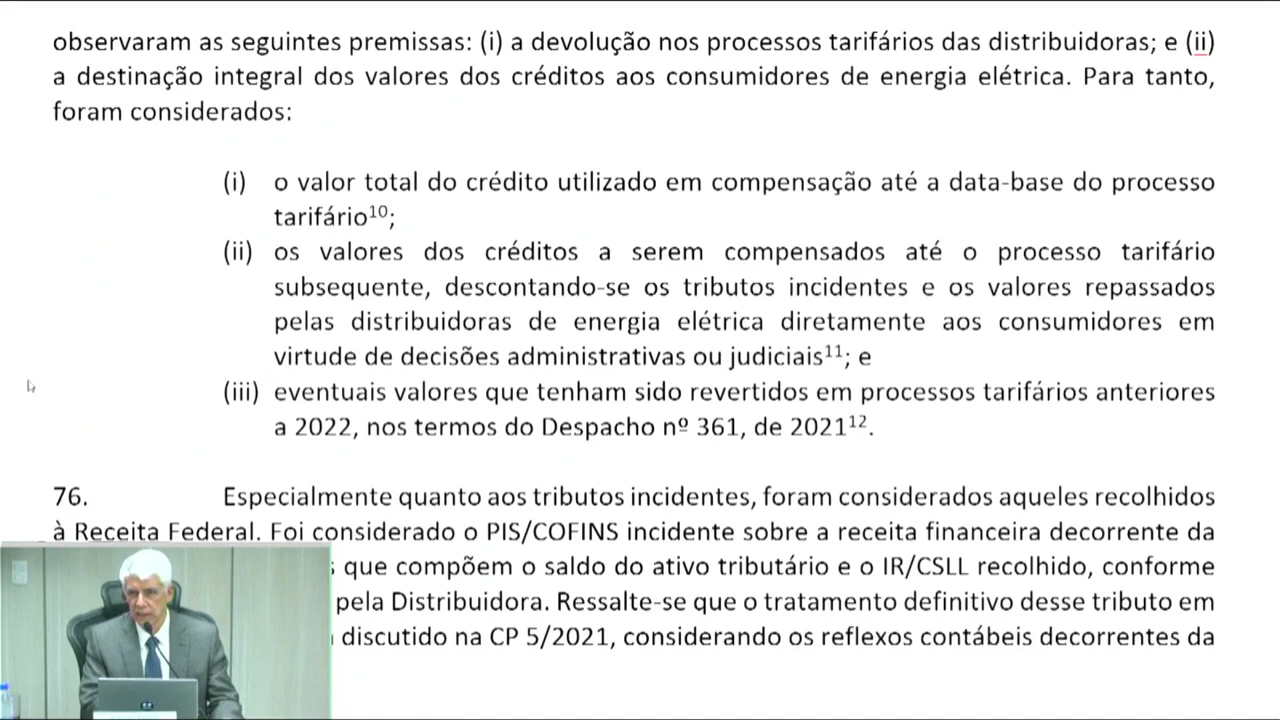 observaram as seguintes premissas: (i) a devolução nos processos tarifários das distribuidoras; e (ii)
a destinação integral dos valores dos créditos aos consumidores de energia elétrica. Para tanto,
foram considerados:
(i) o valor total do crédito utilizado em compensação até a data-base do processo
tarifário¹⁰;
(ii) os valores dos créditos a serem compensados até o processo tarifário
subsequente, descontando-se os tributos incidentes e os valores repassados
pelas distribuidoras de energia elétrica diretamente aos consumidores em
virtude de decisões administrativas ou judiciais¹¹; e
(iii) eventuais valores que tenham sido revertidos em processos tarifários anteriores
a 2022, nos termos do Despacho nº 361, de 2021¹².
76. Especialmente quanto aos tributos incidentes, foram considerados aqueles recolhidos
à Receita Federal. Foi considerado o PIS/COFINS incidente sobre a receita financeira decorrente da
que compõem o saldo do ativo tributário e o IR/CSLL recolhido, conforme
pela Distribuidora. Ressalte-se que o tratamento definitivo desse tributo em
discutido na CP 5/2021, considerando os reflexos contábeis decorrentes da